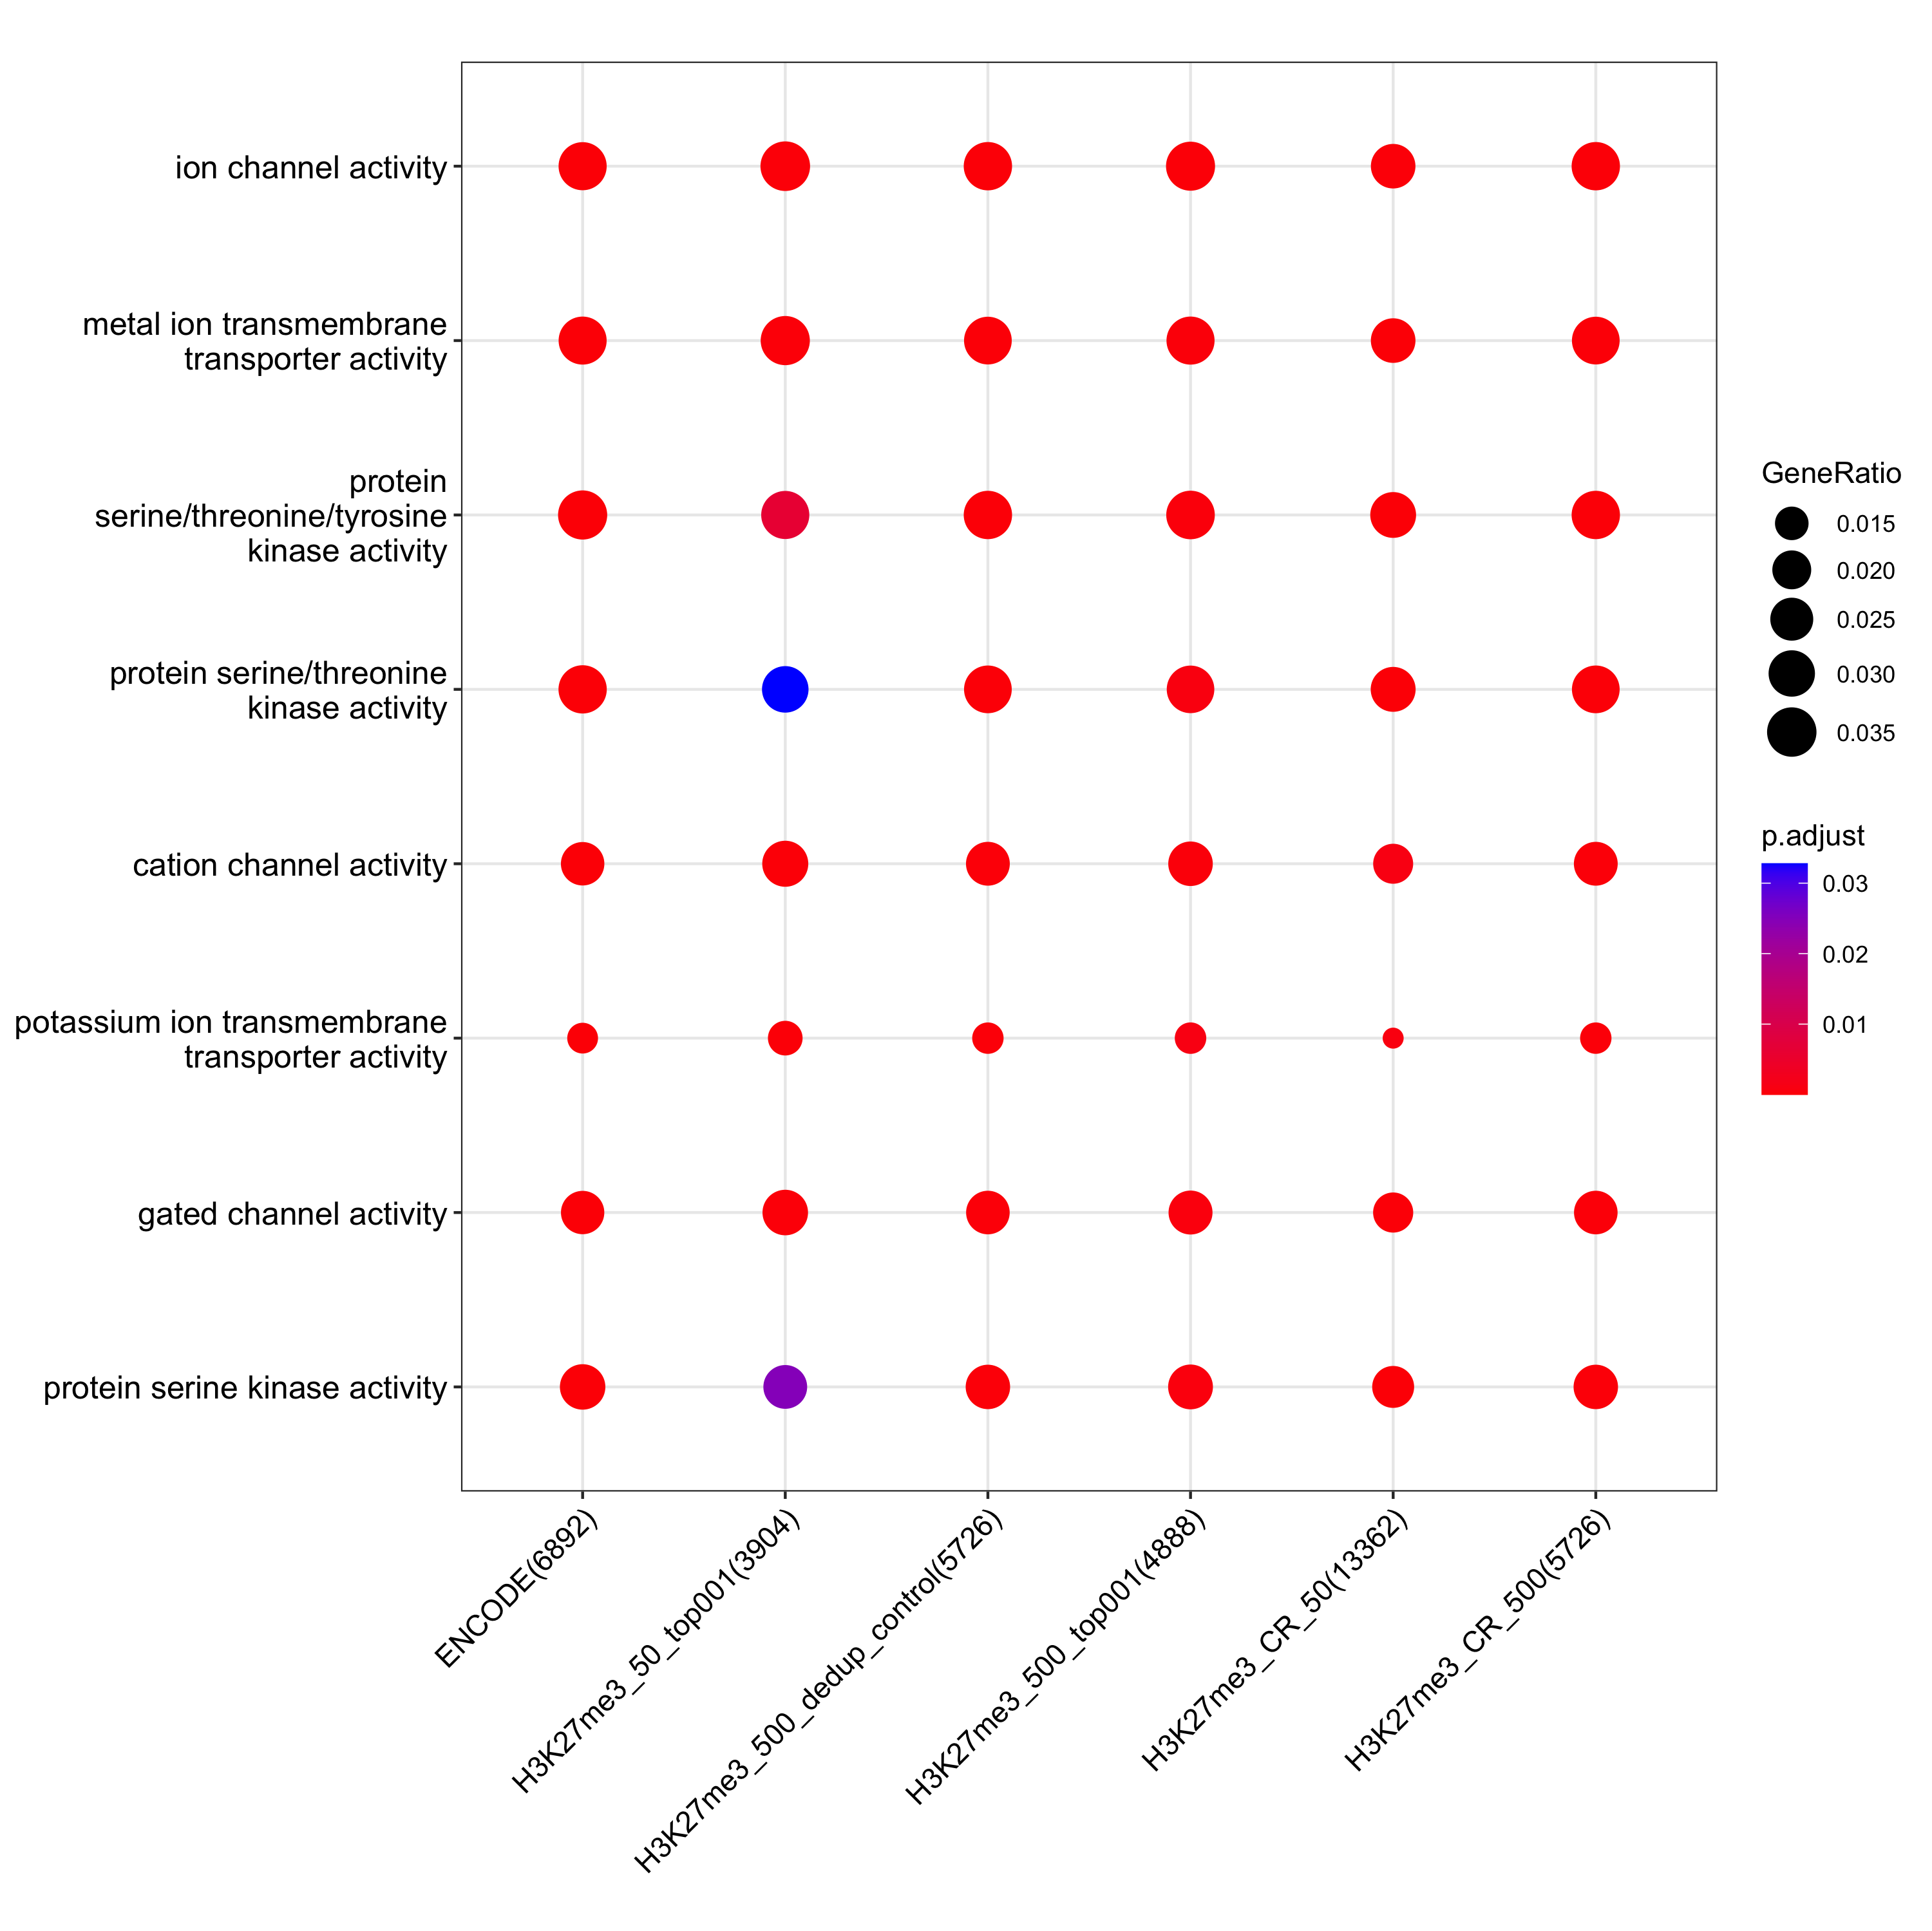 ion channel activity
metal ion transmembrane
transporter activity
protein
serine/threonine/tyrosine
kinase activity
protein serine/threonine
kinase activity
cation channel activity
potassium ion transmembrane
transporter activity
gated channel activity
protein serine kinase activity
ENCODE(6892)
H3K27me3_50_top001(3904)
H3K27me3_500_dedup_control(5726)
H3K27me3_500_top001(4888)
H3K27me3_CR_50(13362)
H3K27me3_CR_500(5726)
GeneRatio
0.015
0.020
0.025
0.030
0.035
p.adjust
0.03
0.02
0.01